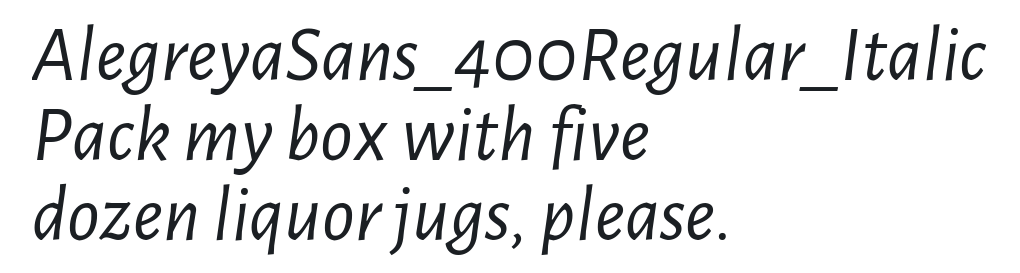 AlegreyaSans_400Regular_Italic
Pack my box with five
dozen liquor jugs, please.